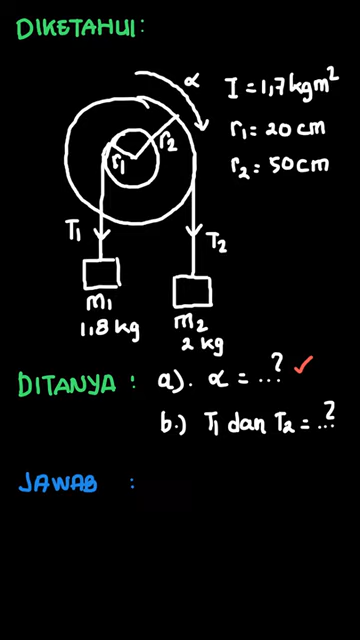 DIKETAHUI:
α I = 1,7 kgm²
r₁ = 20 cm
r₂ = 50 cm
r₁ r₂
T₁ T₂
m₁ m₂
1,8 kg 2 kg
DITANYA : a). α = ...?
b.) T₁ dan T₂ = ...?
JAWAB :